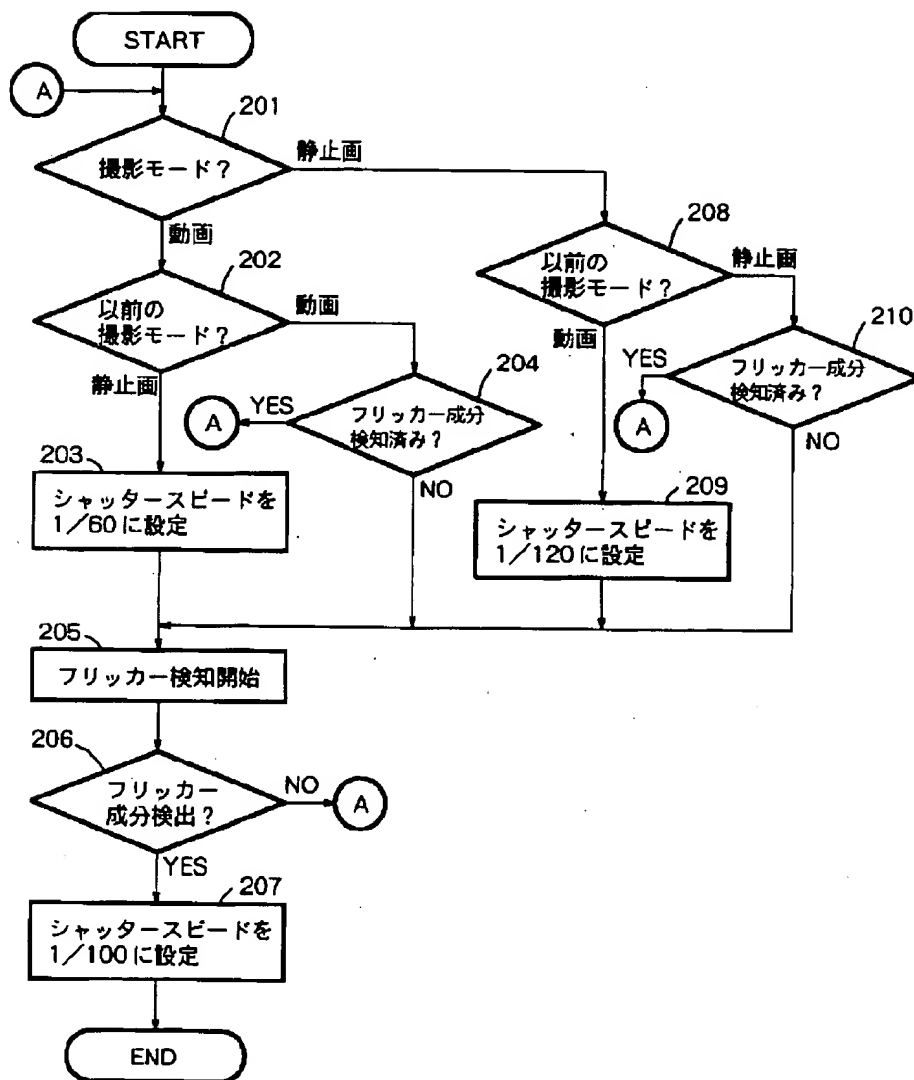 START
A
201
撮影モード？
静止画
動画
208
以前の
撮影モード？
静止画
動画
202
以前の
撮影モード？
動画
静止画
210
フリッカー成分
検知済み？
YES
A
NO
204
フリッカー成分
検知済み？
YES
A
NO
203
シャッタースピードを
1／60に設定
209
シャッタースピードを
1／120に設定
205
フリッカー検知開始
206
フリッカー
成分検出？
NO
A
YES
207
シャッタースピードを
1／100に設定
END